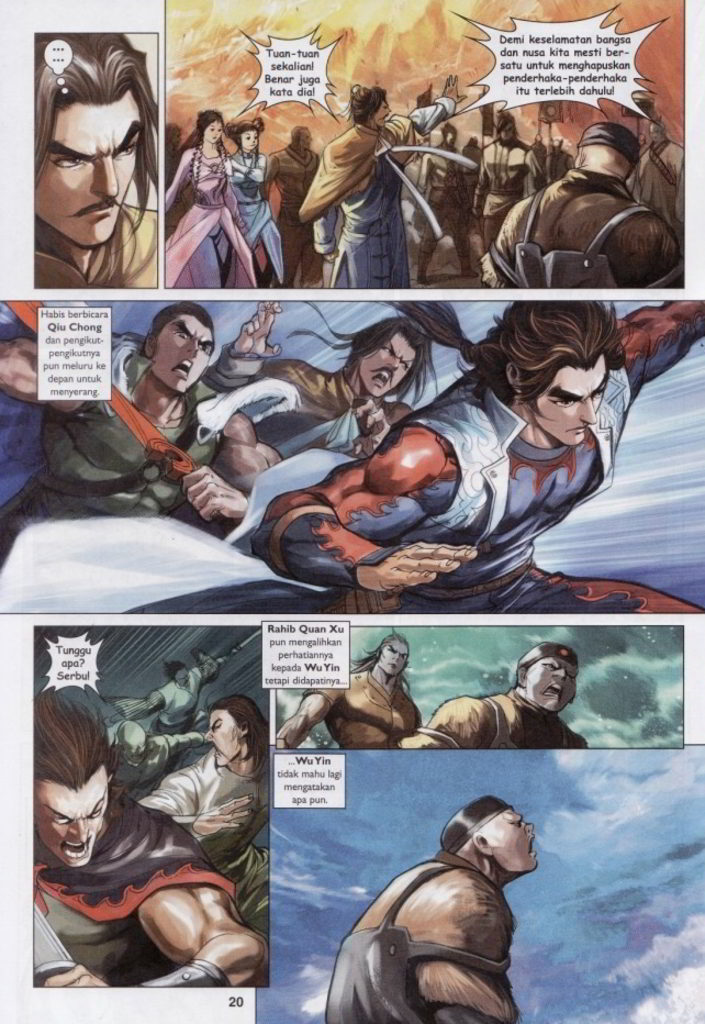 ...
...
Tuan-tuan
sekalian!
Benar juga
kata dia!
Demi keselamatan bangsa
dan nusa kita mesti ber-
satu untuk menghapuskan
penderhaka-penderhaka
itu terlebih dahulu!
Habis berbicara
Qiu Chong
dan pengikut-
pengikutnya
pun meluru ke
depan untuk
menyerang.
Tunggu
apa?
Serbu!
Rahib Quan Xu
pun mengalihkan
perhatiannya
kepada Wu Yin
tetapi didapatinya...
...Wu Yin
tidak mahu lagi
mengatakan
apa pun.
20